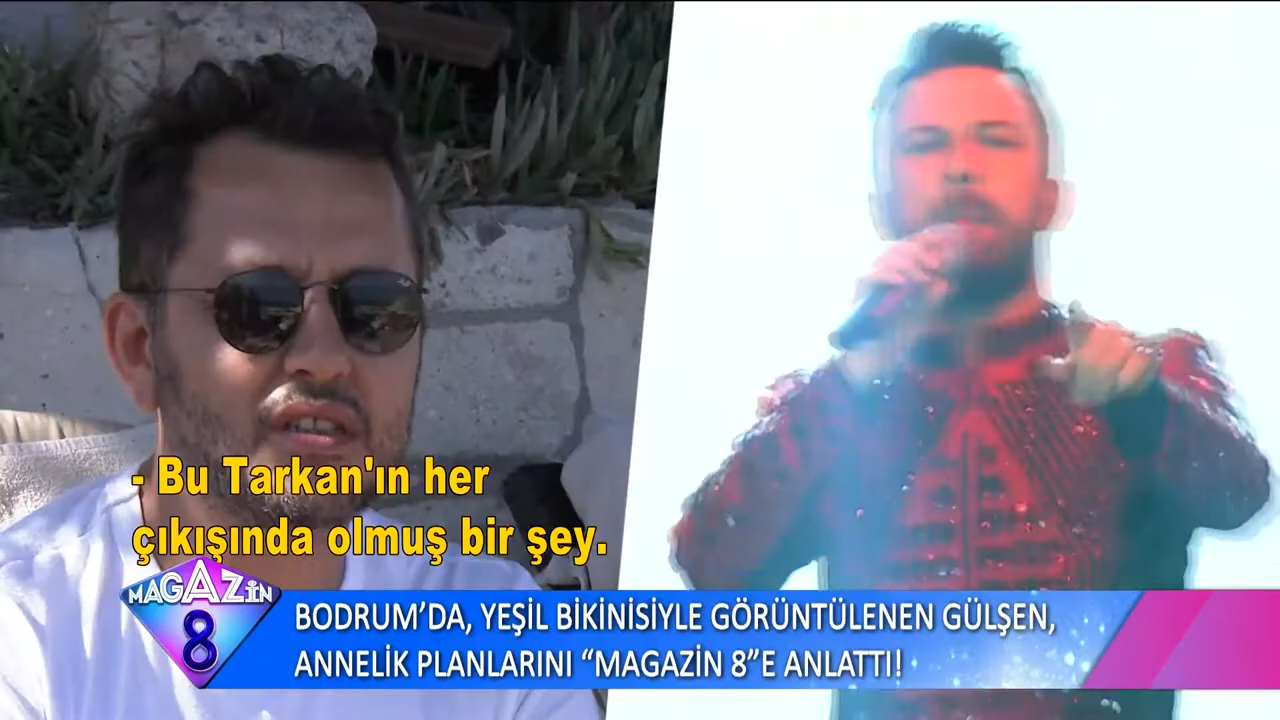 - Bu Tarkan'ın her
çıkışında olmuş bir şey.
MAGAZİN
8
BODRUM’DA, YEŞİL BİKİNİSİYLE GÖRÜNTÜLENEN GÜLŞEN,
ANNELİK PLANLARINI “MAGAZİN 8”E ANLATTI!